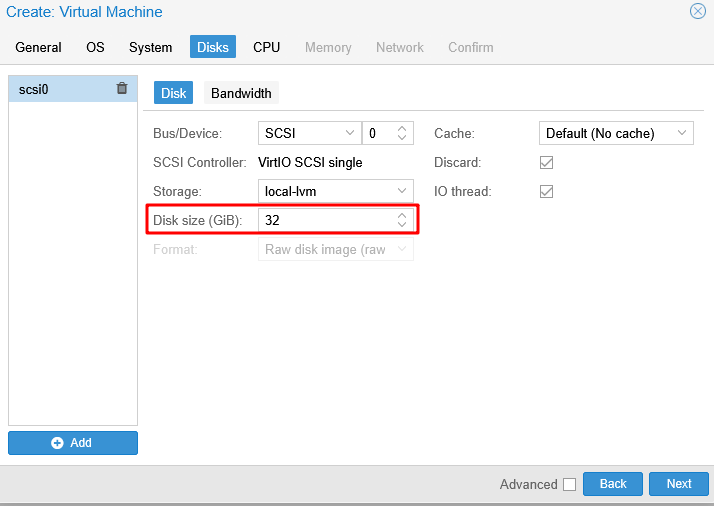 Create: Virtual Machine
General OS System Disks CPU Memory Network Confirm
scsi0
Disk Bandwidth
Bus/Device: SCSI 0 Cache: Default (No cache)
SCSI Controller: VirtIO SCSI single Discard:
Storage: local-lvm IO thread:
Disk size (GiB): 32
Format: Raw disk image (raw
Add
Advanced Back Next